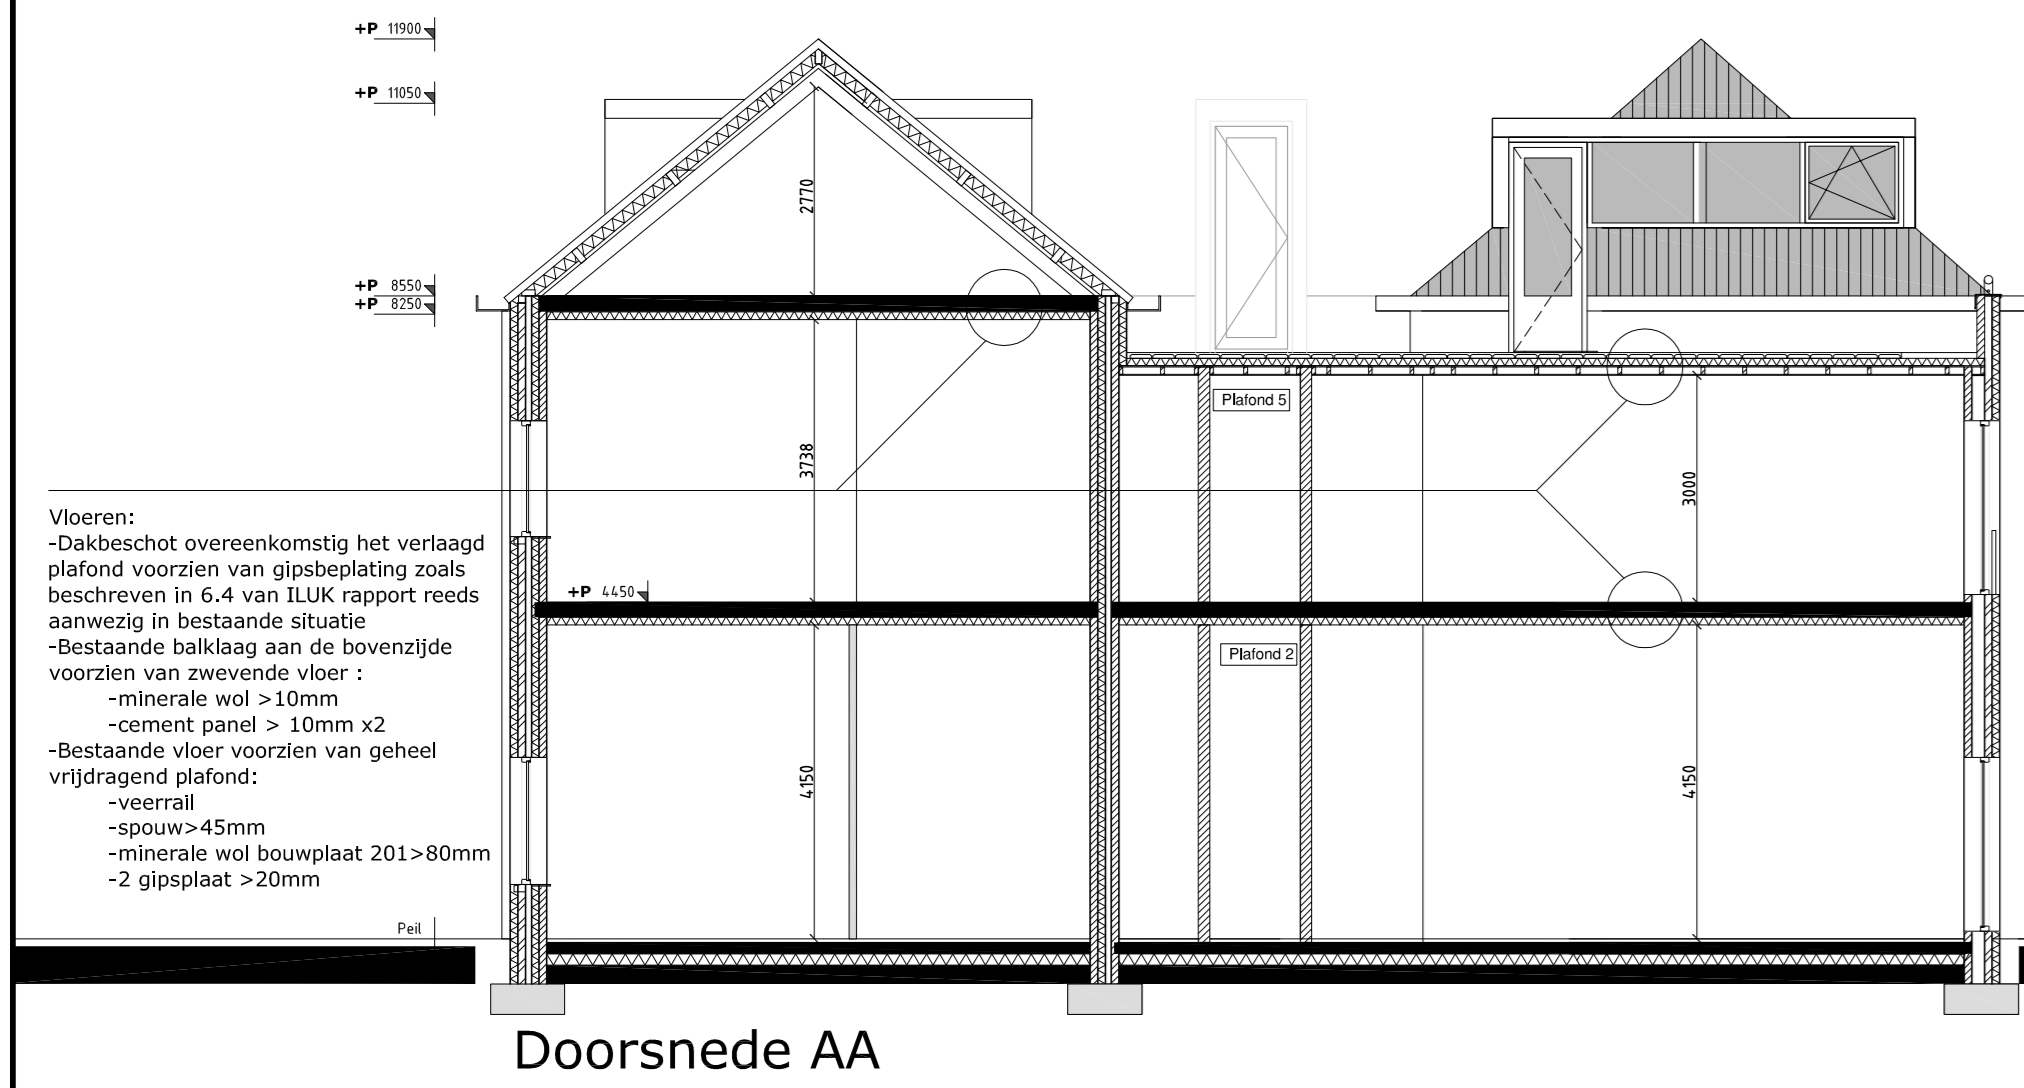 +P 11900
+P 11050
2770
+P 8550
+P 8250
Plafond 5
3738
3000
Vloeren:
-Dakbeschot overeenkomstig het verlaagd
plafond voorzien van gipsbeplating zoals
beschreven in 6.4 van ILUK rapport reeds
aanwezig in bestaande situatie
-Bestaande balklaag aan de bovenzijde
voorzien van zwevende vloer :
-minerale wol >10mm
-cement panel > 10mm x2
-Bestaande vloer voorzien van geheel
vrijdragend plafond:
-veerrail
-spouw>45mm
-minerale wol bouwplaat 201>80mm
-2 gipsplaat >20mm
+P 4450
Plafond 2
4150
4150
Peil
Doorsnede AA